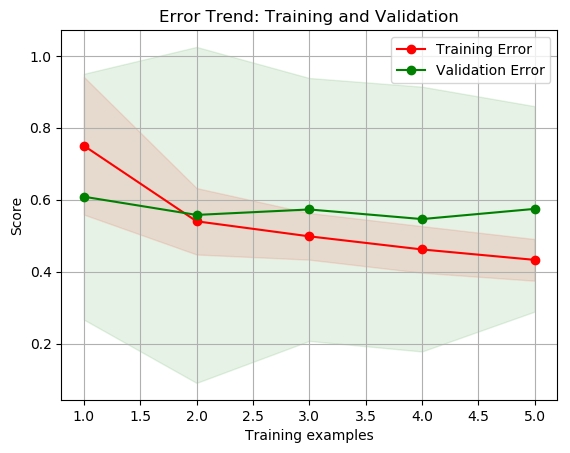 Error Trend: Training and Validation
Training Error
Validation Error
1.0
0.8
0.6
0.4
0.2
Score
1.0 1.5 2.0 2.5 3.0 3.5 4.0 4.5 5.0
Training examples